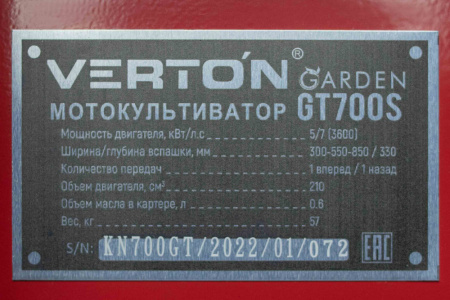 VERTON® GARDEN
МОТОКУЛЬТИВАТОР GT700S
Мощность двигателя, кВт/л.с 5/7 (3600)
Ширина/глубина вспашки, мм 300-550-850 / 330
Количество передач 1 вперед / 1 назад
Объем двигателя, см³ 210
Объем масла в картере, л 0.6
Вес, кг 57
S/N: KN700GT/2022/01/072 EAC